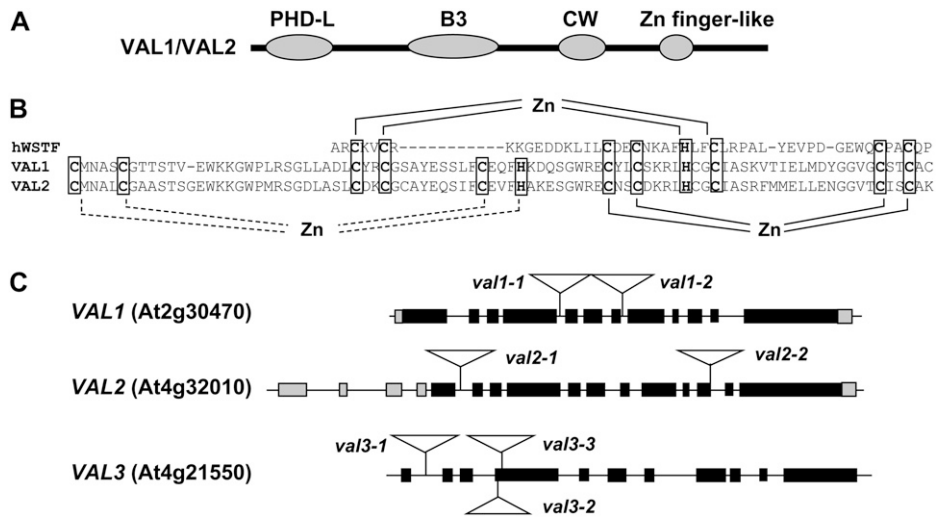 A
PHD-L B3 CW Zn finger-like
VAL1/VAL2
B
Zn
hWSTF ARCKVCR-----------KKGEDDKLILCDECNKAFHLFCLRPAL-YEVPD-GEWQCPACQP
VAL1 CMNASCGTTSTV-EWKKGWPLRSGLLADLCYRCGSAYESSLFCEQFHKDQSGWRECYLCSKRLHCGCIASKVTIELMDYGGVGCSTCAC
VAL2 CMNALCGAASTSGEWKKGWPMRSGDLASLCDKCGCAYEQSIFCEVFHAKESGWRECNSCDKRLHCGCIASRFMMELLENGGVTCISCAK
Zn Zn
C
VAL1 (At2g30470) val1-1 val1-2
VAL2 (At4g32010) val2-1 val2-2
VAL3 (At4g21550) val3-1 val3-3
val3-2